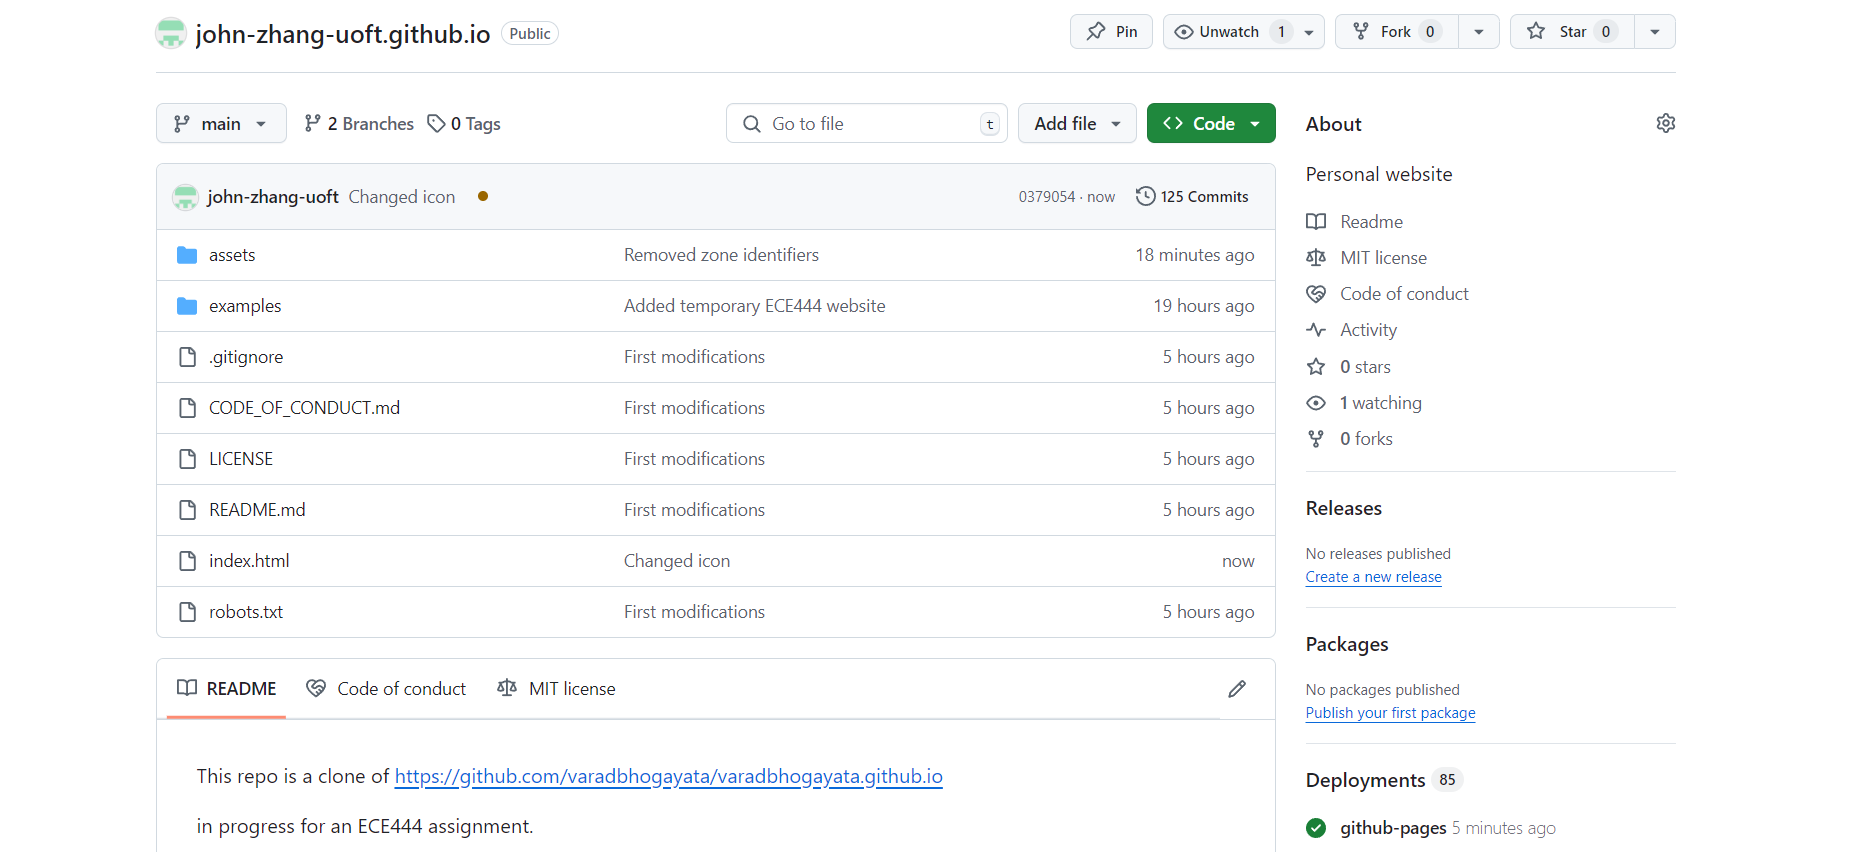 john-zhang-uoft.github.io Public Pin Unwatch 1 Fork 0 Star 0
main 2 Branches 0 Tags Go to file t Add file Code
john-zhang-uoft Changed icon 0379054 · now 125 Commits
assets Removed zone identifiers 18 minutes ago
examples Added temporary ECE444 website 19 hours ago
.gitignore First modifications 5 hours ago
CODE_OF_CONDUCT.md First modifications 5 hours ago
LICENSE First modifications 5 hours ago
README.md First modifications 5 hours ago
index.html Changed icon now
robots.txt First modifications 5 hours ago
README Code of conduct MIT license
This repo is a clone of https://github.com/varadbhogayata/varadbhogayata.github.io
in progress for an ECE444 assignment.
About
Personal website
Readme
MIT license
Code of conduct
Activity
0 stars
1 watching
0 forks
Releases
No releases published
Create a new release
Packages
No packages published
Publish your first package
Deployments 85
github-pages 5 minutes ago